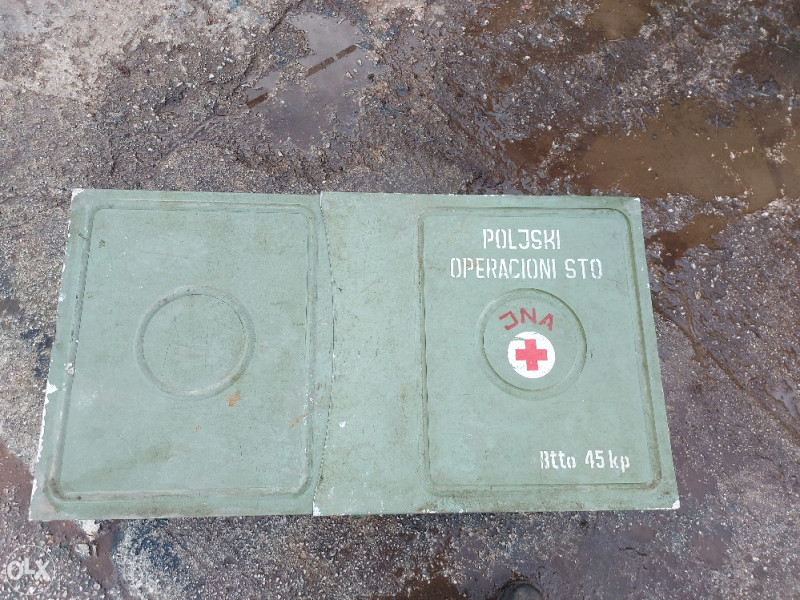 POLJSKI
OPERACIONI STO
JNA
Btto 45 kp
OLX